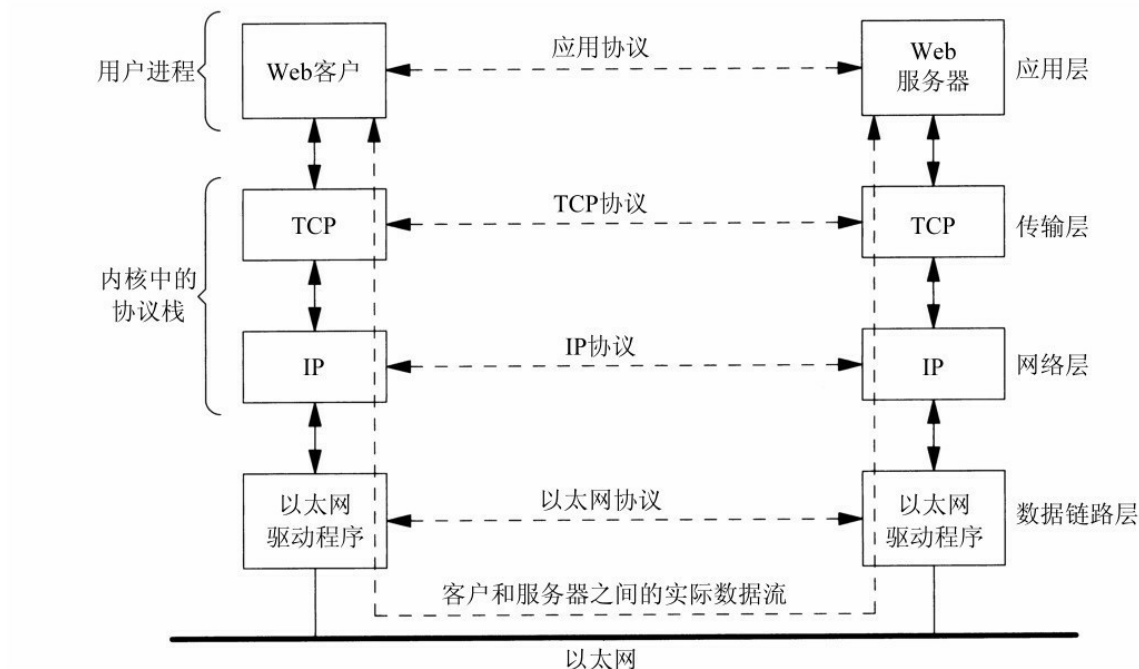 用户进程
Web客户
应用协议
Web
服务器
应用层
TCP
TCP协议
TCP
传输层
内核中的
协议栈
IP
IP协议
IP
网络层
以太网
驱动程序
以太网协议
以太网
驱动程序
数据链路层
客户和服务器之间的实际数据流
以太网